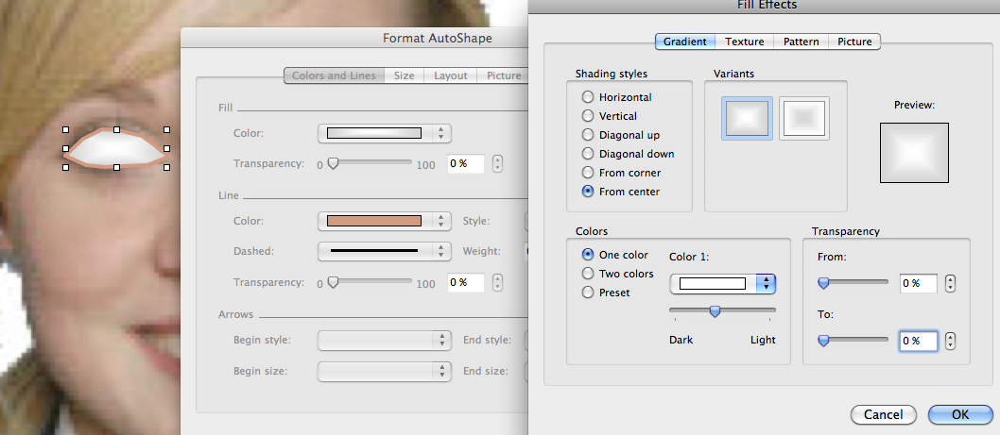 Fill Effects
Format AutoShape
Gradient Texture Pattern Picture
Colors and Lines Size Layout Picture
Fill
Color:
Transparency: 0 100 0 %
Line
Color: Style:
Dashed: Weight:
Transparency: 0 100 0 %
Arrows
Begin style: End style:
Begin size: End size:
Shading styles
Horizontal
Vertical
Diagonal up
Diagonal down
From corner
From center
Variants
Preview:
Colors
One color
Two colors
Preset
Color 1:
Dark Light
Transparency
From:
0 %
To:
0 %
Cancel OK